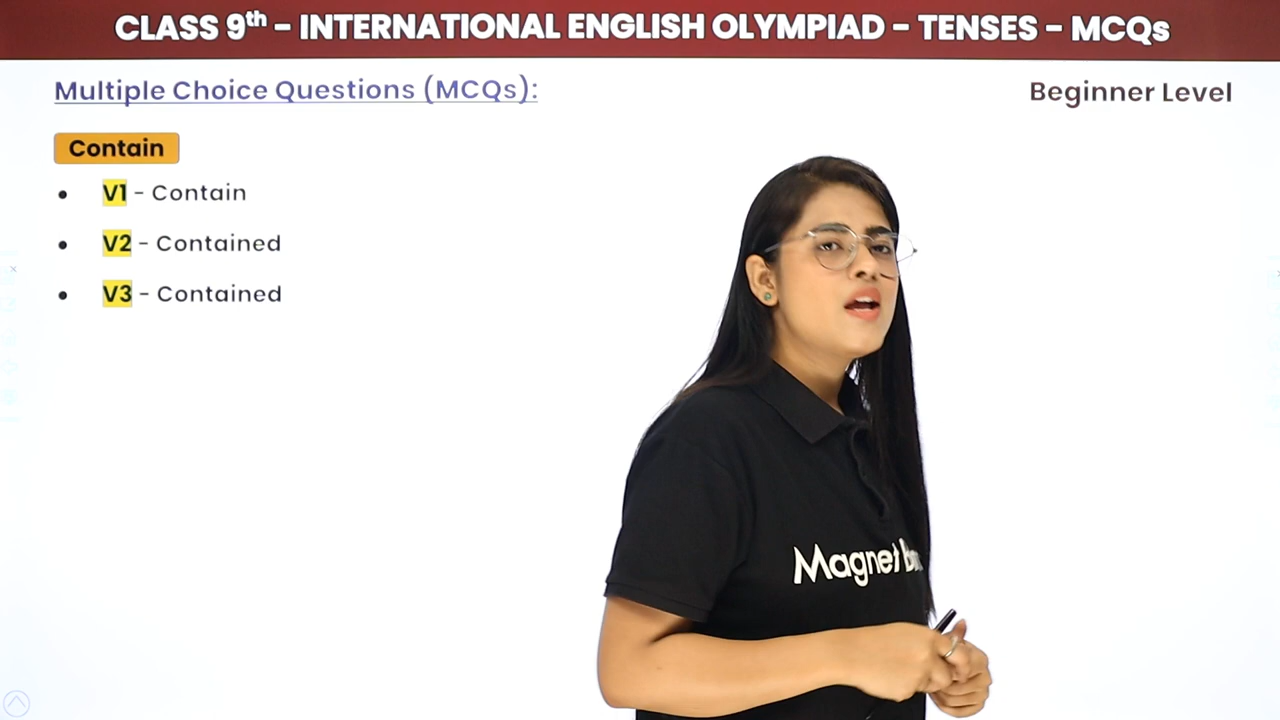 CLASS 9th - INTERNATIONAL ENGLISH OLYMPIAD - TENSES - MCQs
Multiple Choice Questions (MCQs):
Beginner Level
Contain
• V1 - Contain
• V2 - Contained
• V3 - Contained
Magnet